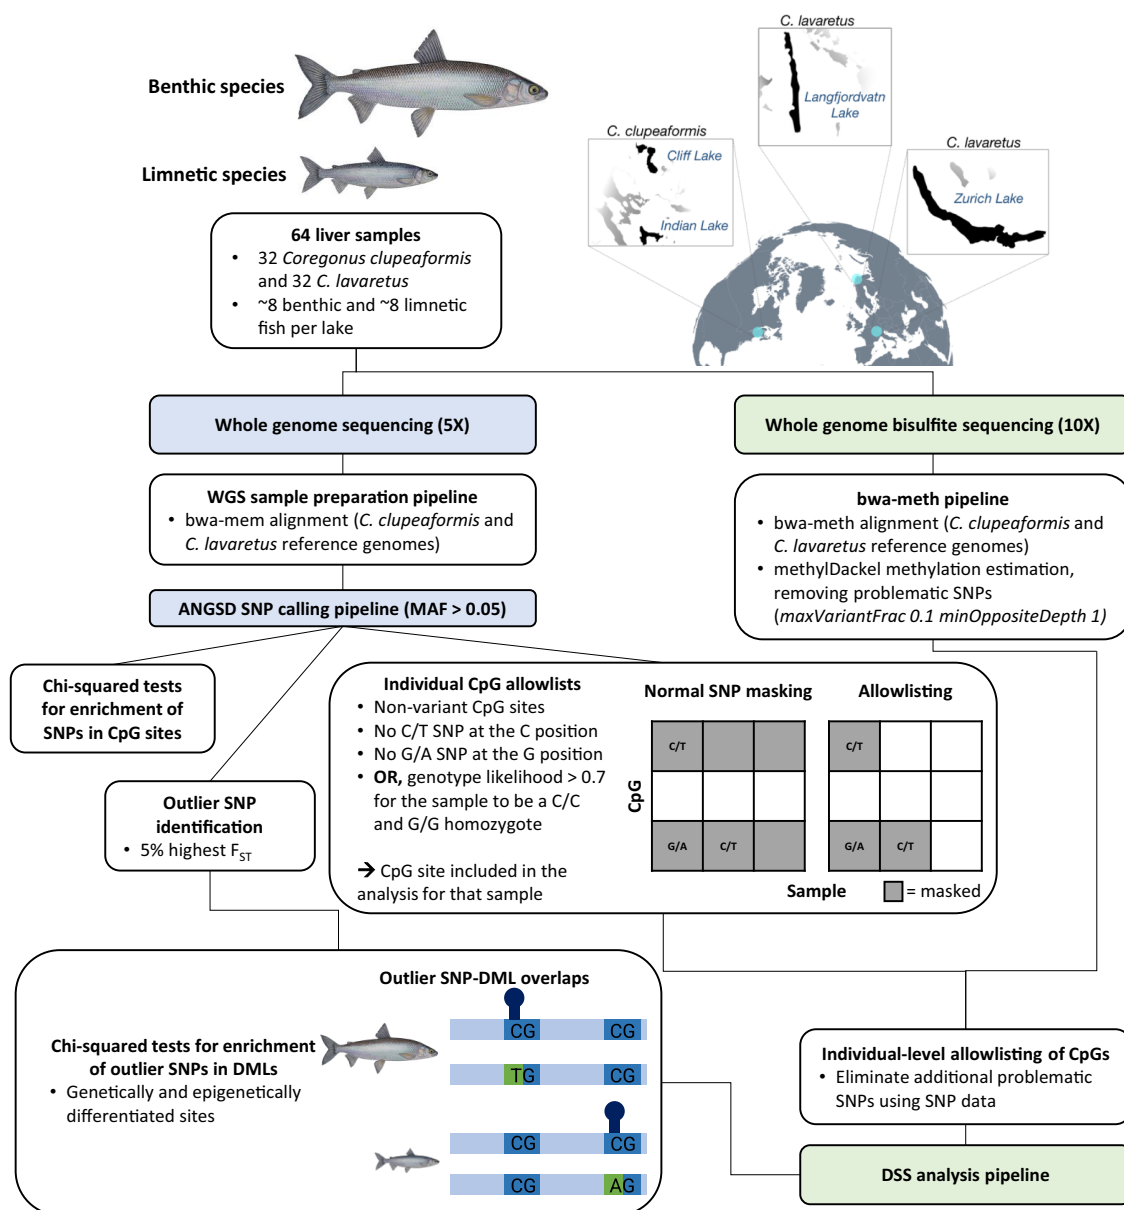 Benthic species
Limnetic species
C. lavaretus
Langfjordvatn
Lake
C. clupeaformis
Cliff Lake
Indian Lake
C. lavaretus
Zurich Lake
64 liver samples
• 32 Coregonus clupeaformis
and 32 C. lavaretus
• ~8 benthic and ~8 limnetic
fish per lake
Whole genome sequencing (5X)
Whole genome bisulfite sequencing (10X)
WGS sample preparation pipeline
• bwa-mem alignment (C. clupeaformis and
C. lavaretus reference genomes)
bwa-meth pipeline
• bwa-meth alignment (C. clupeaformis and
C. lavaretus reference genomes)
• methylDackel methylation estimation,
removing problematic SNPs
(maxVariantFrac 0.1 minOppositeDepth 1)
ANGSD SNP calling pipeline (MAF > 0.05)
Chi-squared tests
for enrichment of
SNPs in CpG sites
Outlier SNP
identification
• 5% highest FST
Individual CpG allowlists
• Non-variant CpG sites
• No C/T SNP at the C position
• No G/A SNP at the G position
• OR, genotype likelihood > 0.7
for the sample to be a C/C
and G/G homozygote
➔ CpG site included in the
analysis for that sample
Normal SNP masking
Allowlisting
CpG
C/T
G/A
C/T
C/T
G/A
C/T
Sample
= masked
Outlier SNP-DML overlaps
Chi-squared tests for enrichment
of outlier SNPs in DMLs
• Genetically and epigenetically
differentiated sites
CG CG
TG CG
CG CG
CG AG
Individual-level allowlisting of CpGs
• Eliminate additional problematic
SNPs using SNP data
DSS analysis pipeline